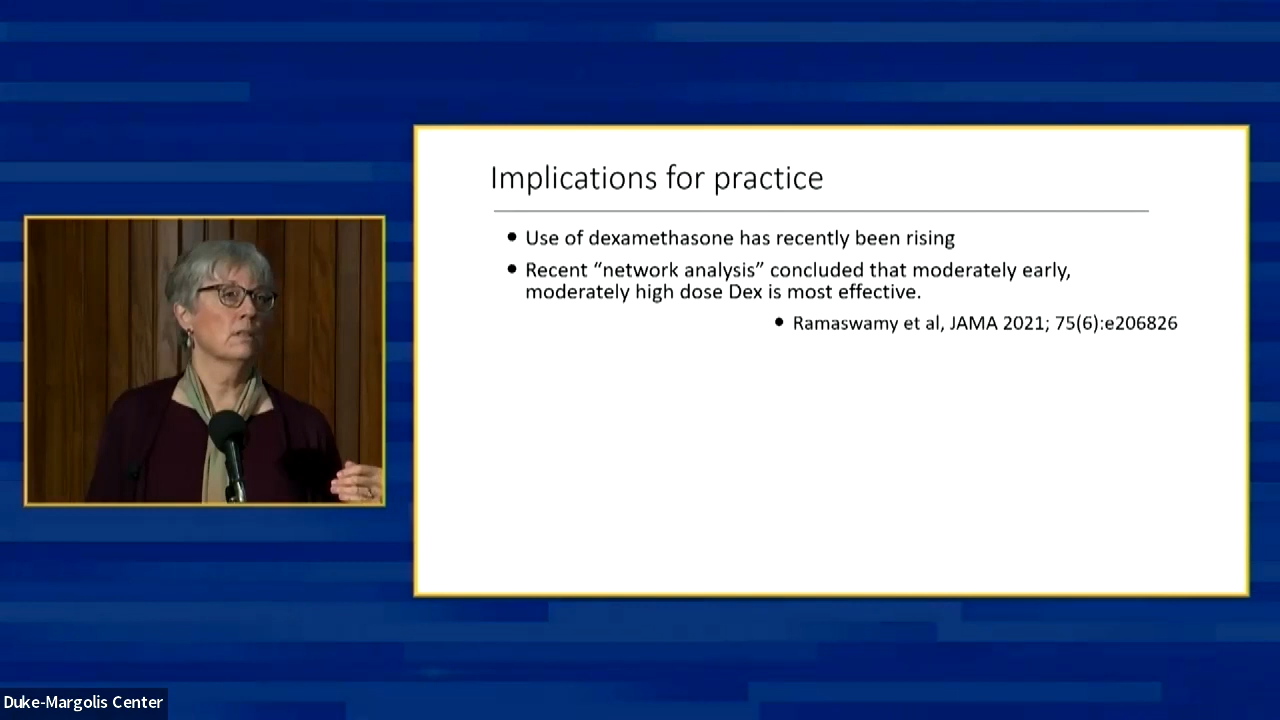 Implications for practice
● Use of dexamethasone has recently been rising
● Recent “network analysis” concluded that moderately early,
moderately high dose Dex is most effective.
● Ramaswamy et al, JAMA 2021; 75(6):e206826
Duke-Margolis Center